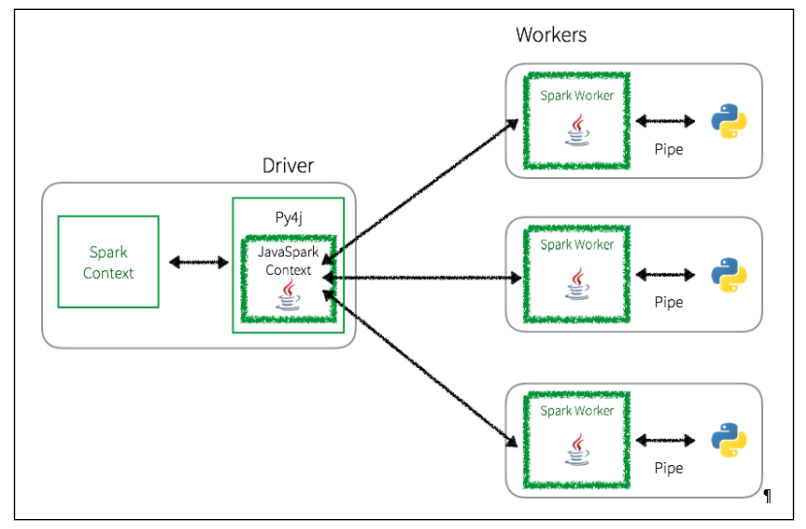 Workers
Spark Worker
Pipe
Driver
Py4j
JavaSpark
Context
Spark
Context
Spark Worker
Pipe
Spark Worker
Pipe
¶